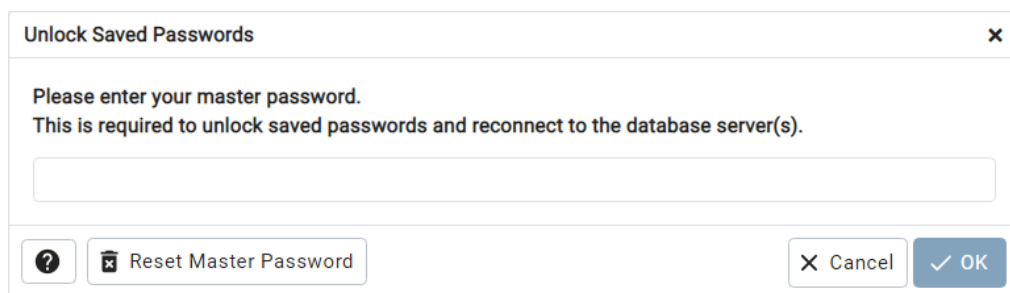 Unlock Saved Passwords
Please enter your master password.
This is required to unlock saved passwords and reconnect to the database server(s).
Reset Master Password
Cancel
OK